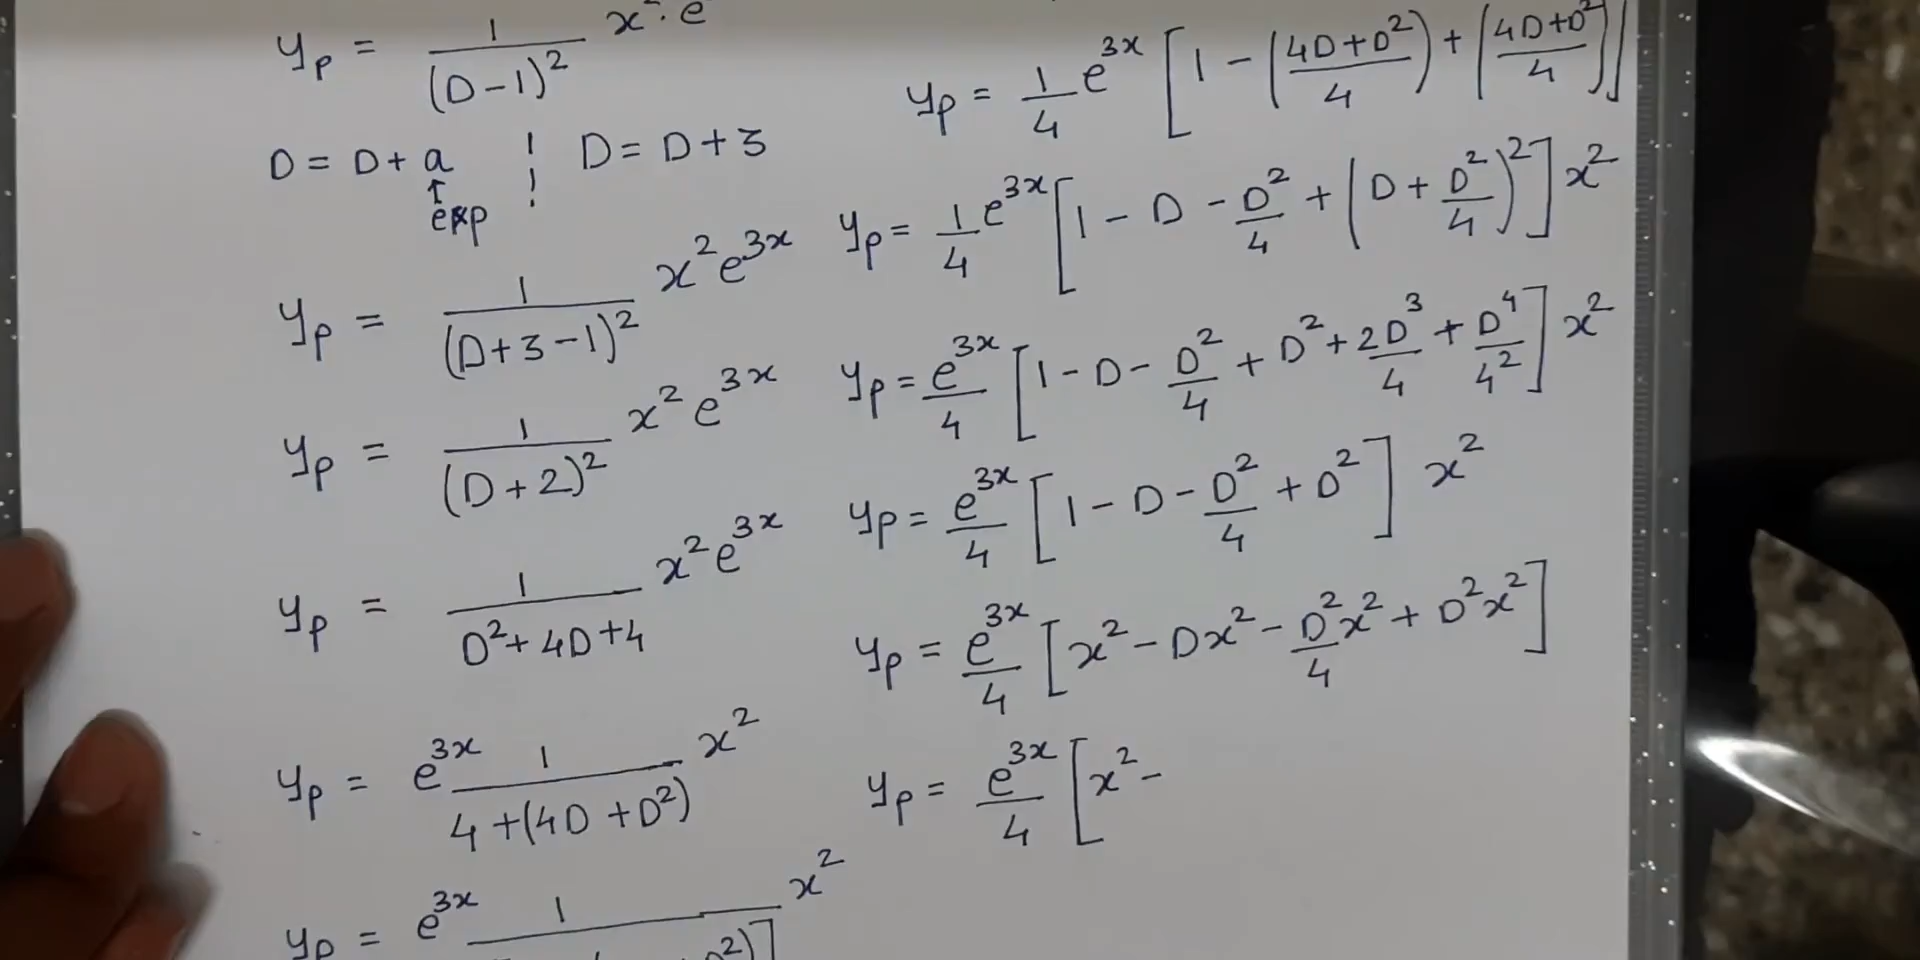 yₚ = 1/(D-1)² x² · e
D = D + a ¦ D = D + 3
↑
exp
yₚ = 1/(D+3-1)² x² e^3x
yₚ = 1/(D+2)² x² e^3x
yₚ = 1/(D²+4D+4) x² e^3x
yₚ = e^3x 1/(4+(4D+D²)) x²
yₚ = e^3x 1/ ²)] x²
yₚ = 1/4 e^3x [1 - ((4D+D²)/4) + ((4D+D²)/4)]
yₚ = 1/4 e^3x [1 - D - D²/4 + (D + D²/4)²] x²
yₚ = e^3x/4 [1 - D - D²/4 + D² + 2D³/4 + D⁴/4²] x²
yₚ = e^3x/4 [1 - D - D²/4 + D²] x²
yₚ = e^3x/4 [x² - Dx² - D²x²/4 + D²x²]
yₚ = e^3x/4 [x² -